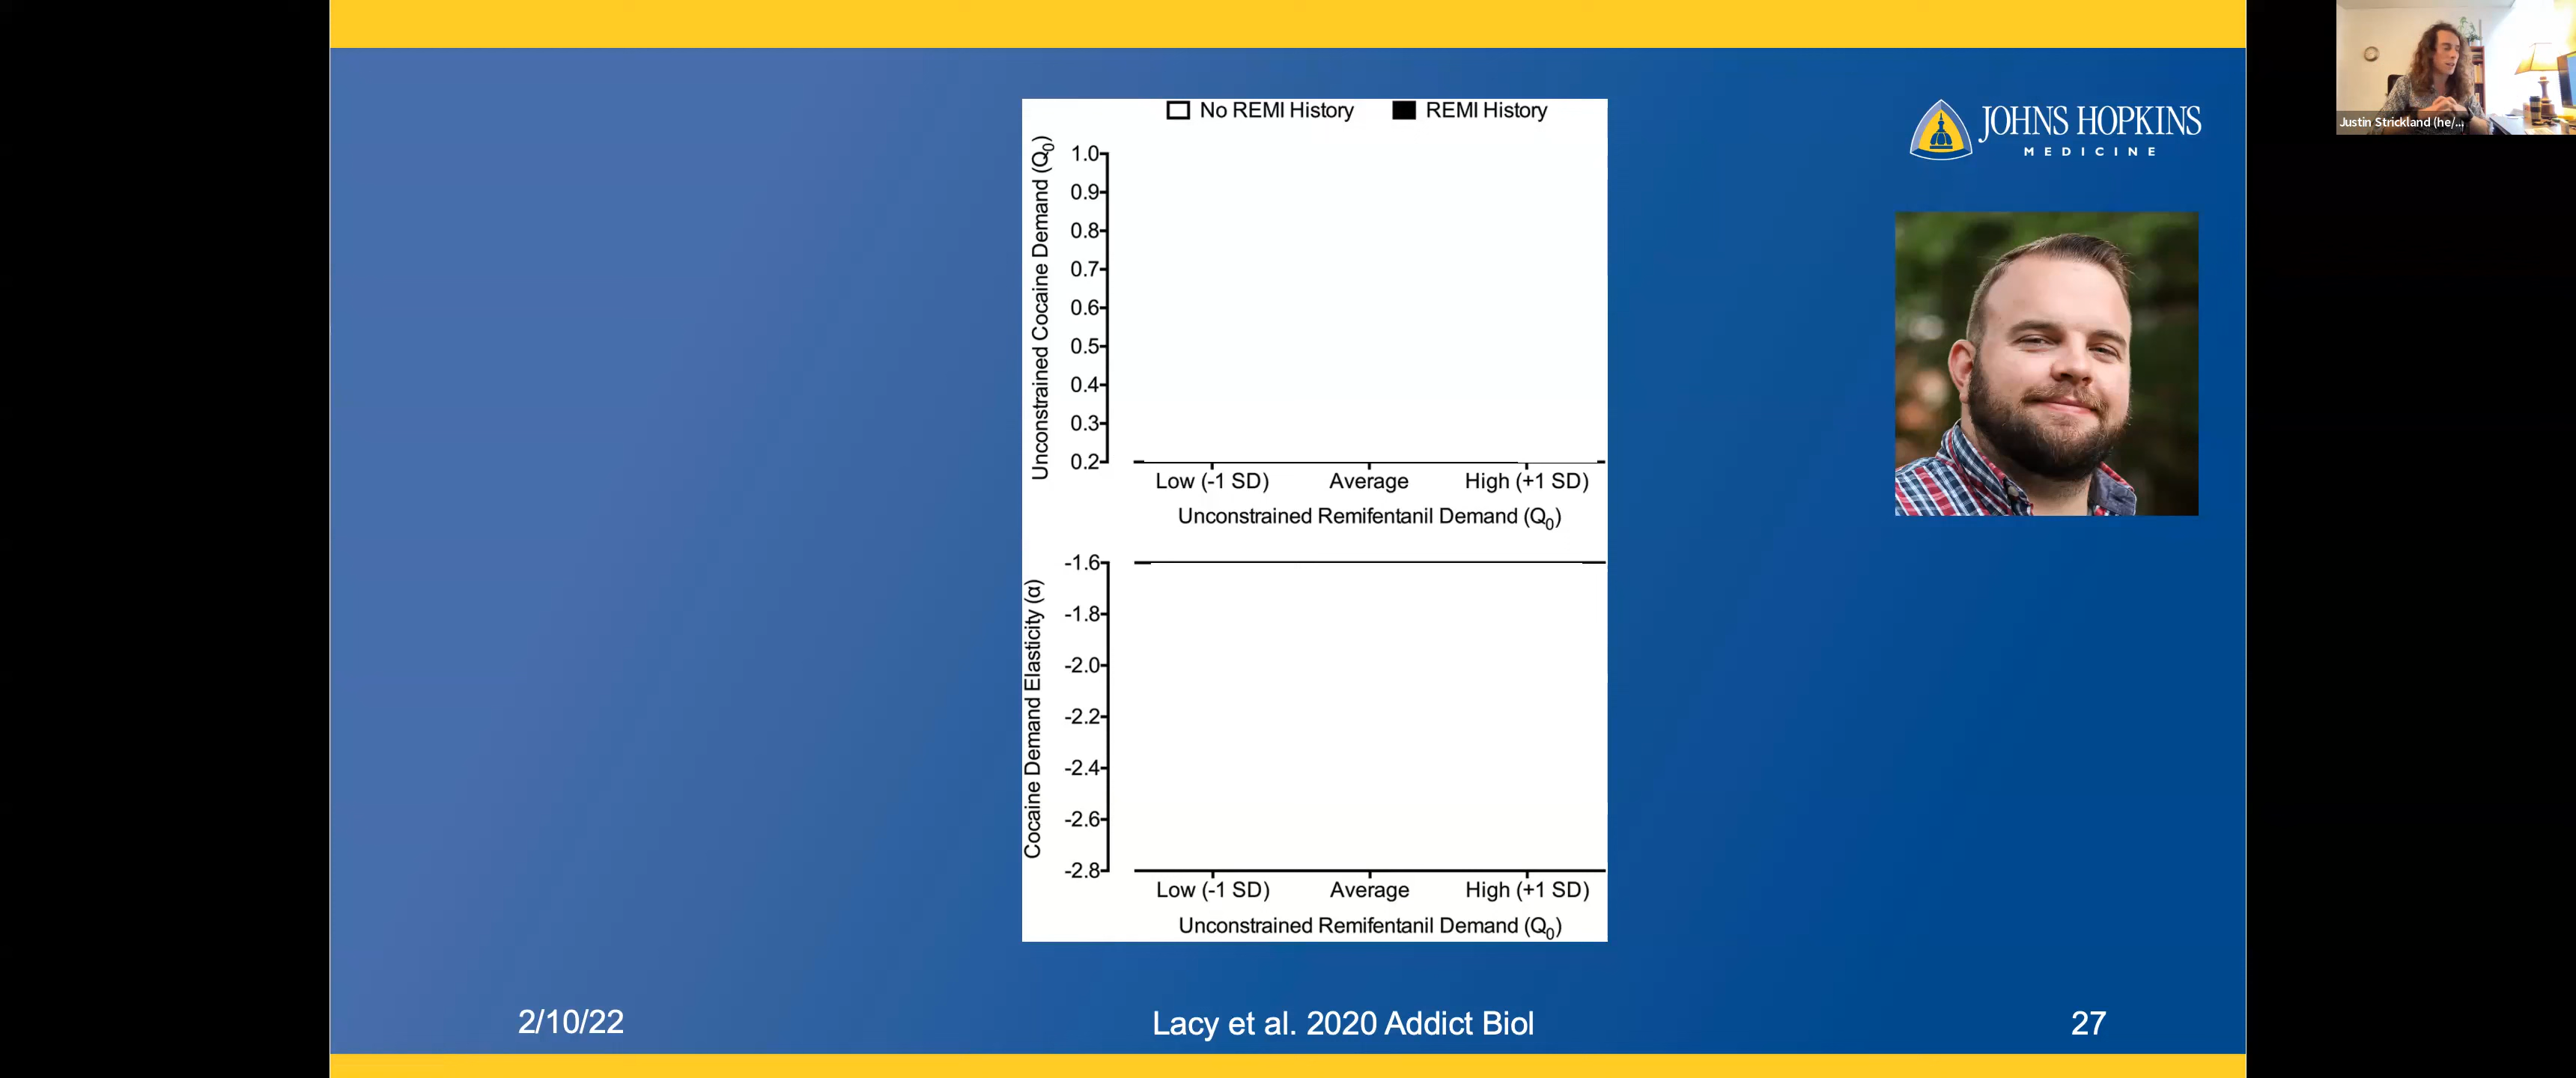 No REMI History
REMI History
Unconstrained Cocaine Demand (Q0)
1.0
0.9
0.8
0.7
0.6
0.5
0.4
0.3
0.2
Low (-1 SD) Average High (+1 SD)
Unconstrained Remifentanil Demand (Q0)
Cocaine Demand Elasticity (α)
-1.6
-1.8
-2.0
-2.2
-2.4
-2.6
-2.8
Low (-1 SD) Average High (+1 SD)
Unconstrained Remifentanil Demand (Q0)
JOHNS HOPKINS
MEDICINE
Justin Strickland (he/...
2/10/22
Lacy et al. 2020 Addict Biol
27